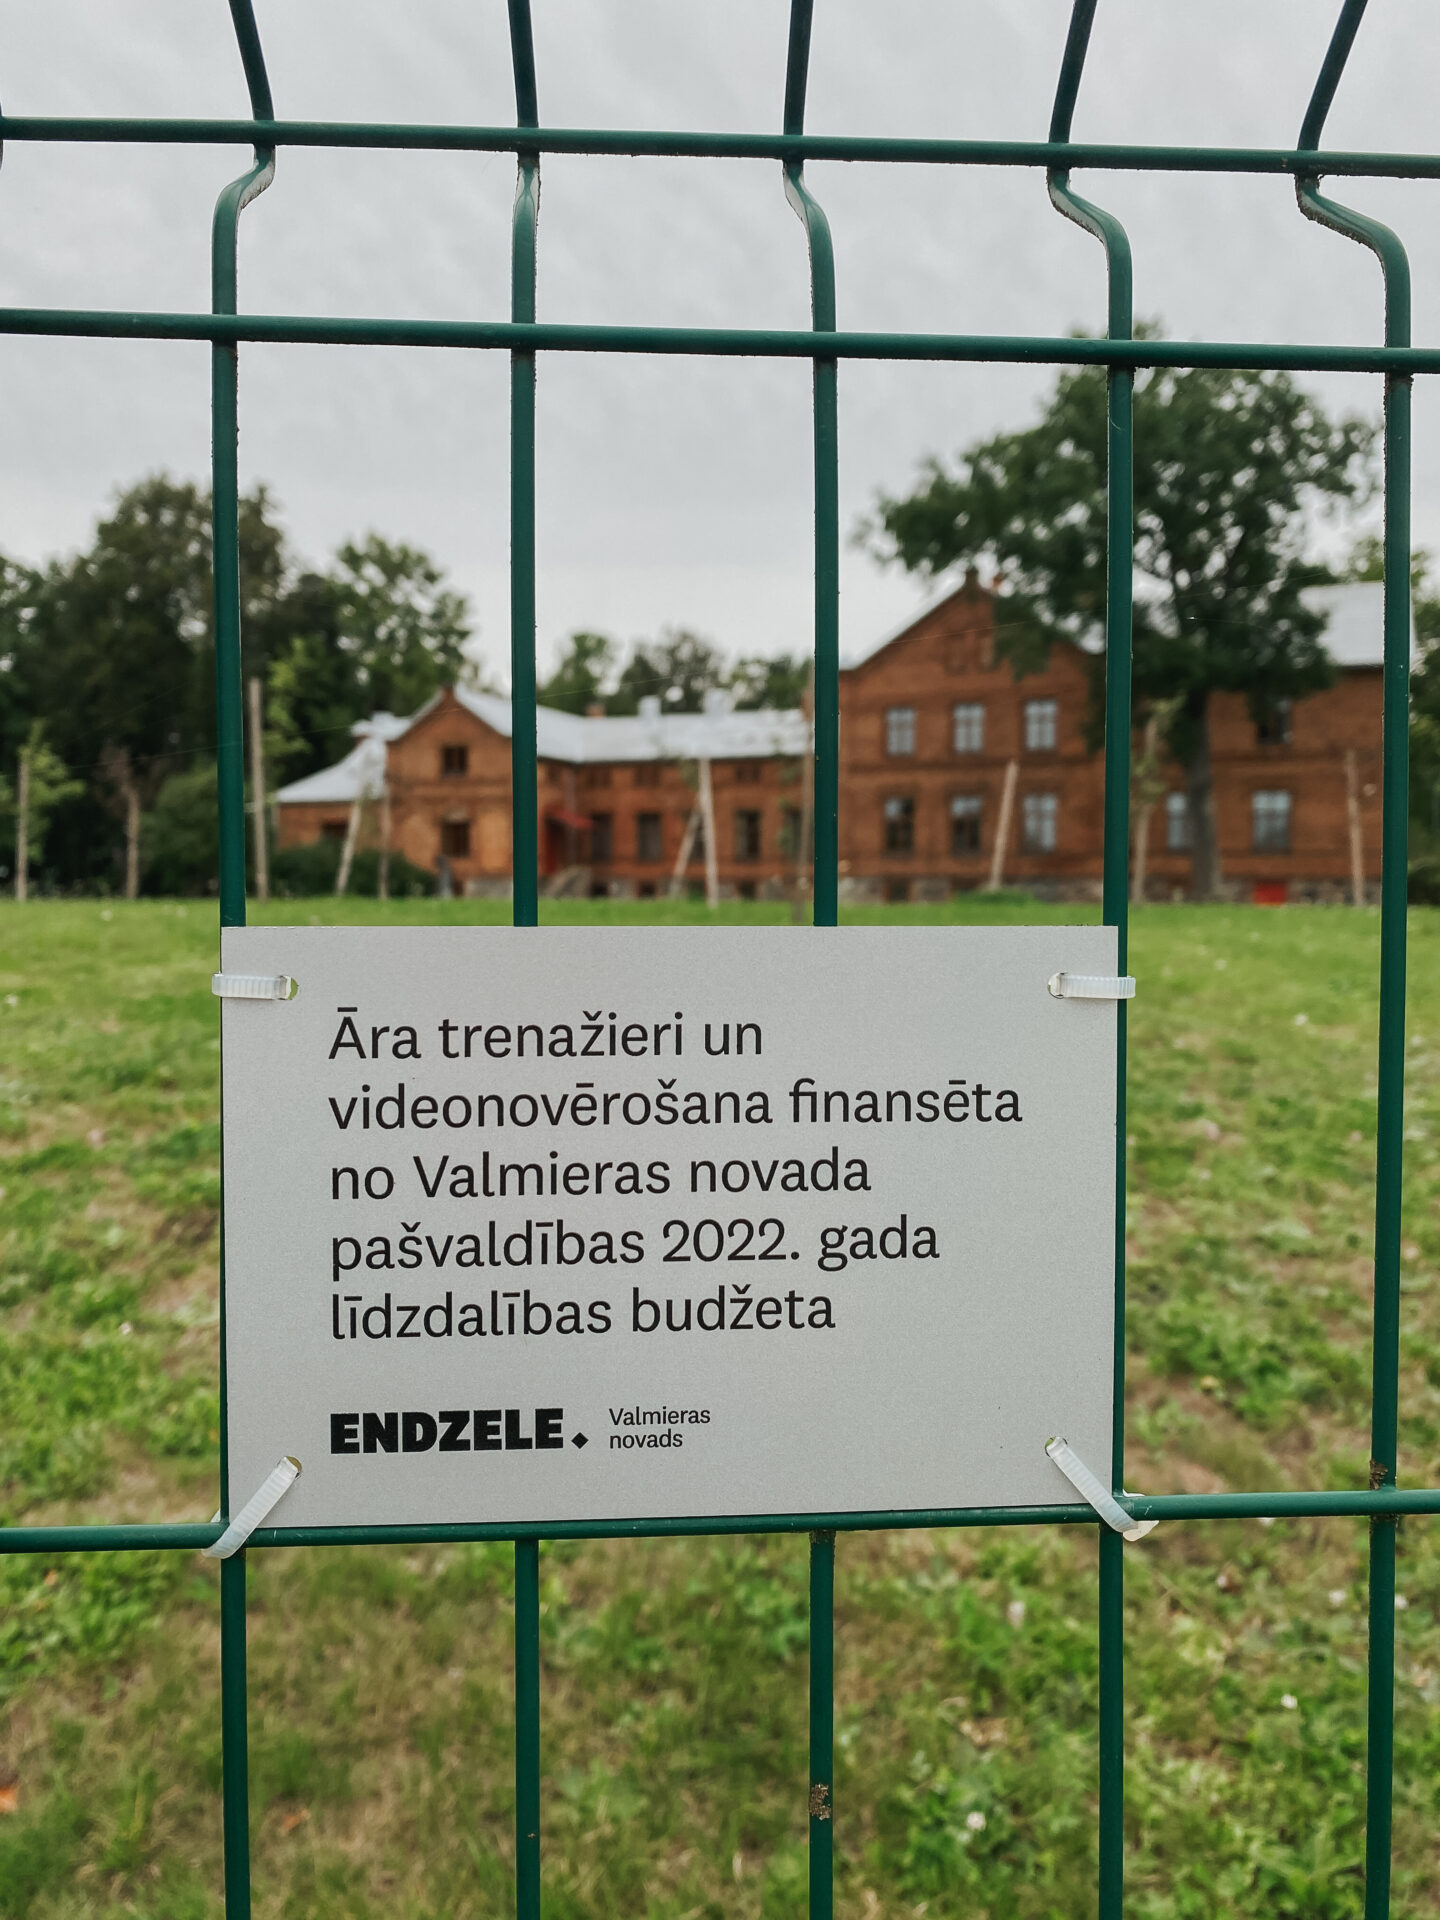 Āra trenažieri un
videonovērošana finansēta
no Valmieras novada
pašvaldības 2022. gada
līdzdalības budžeta
ENDZELE.
Valmieras
novads